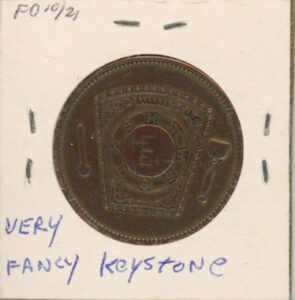 FO 10/21
H T W S S T K S
VERY
FANCY KEYSTONE